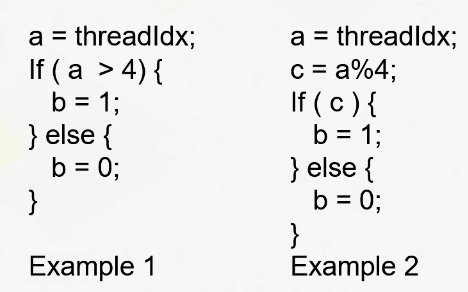 a = threadIdx;
If ( a > 4) {
b = 1;
} else {
b = 0;
}
Example 1
a = threadIdx;
c = a%4;
If ( c ) {
b = 1;
} else {
b = 0;
}
Example 2